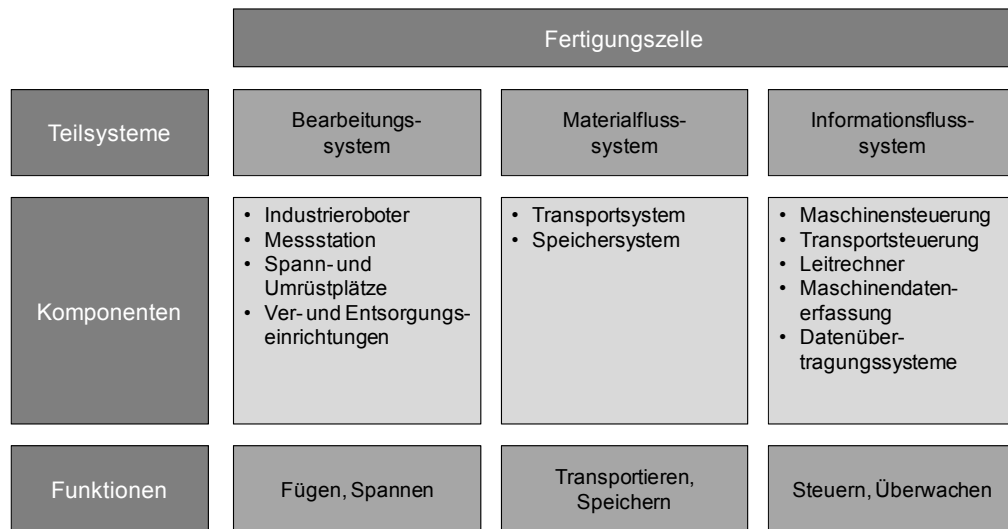 Fertigungszelle
Teilsysteme
Bearbeitungs-
system
Materialfluss-
system
Informationsfluss-
system
Komponenten
• Industrieroboter
• Messstation
• Spann- und
Umrüstplätze
• Ver- und Entsorgungs-
einrichtungen
• Transportsystem
• Speichersystem
• Maschinensteuerung
• Transportsteuerung
• Leitrechner
• Maschinendaten-
erfassung
• Datenüber-
tragungssysteme
Funktionen
Fügen, Spannen
Transportieren,
Speichern
Steuern, Überwachen